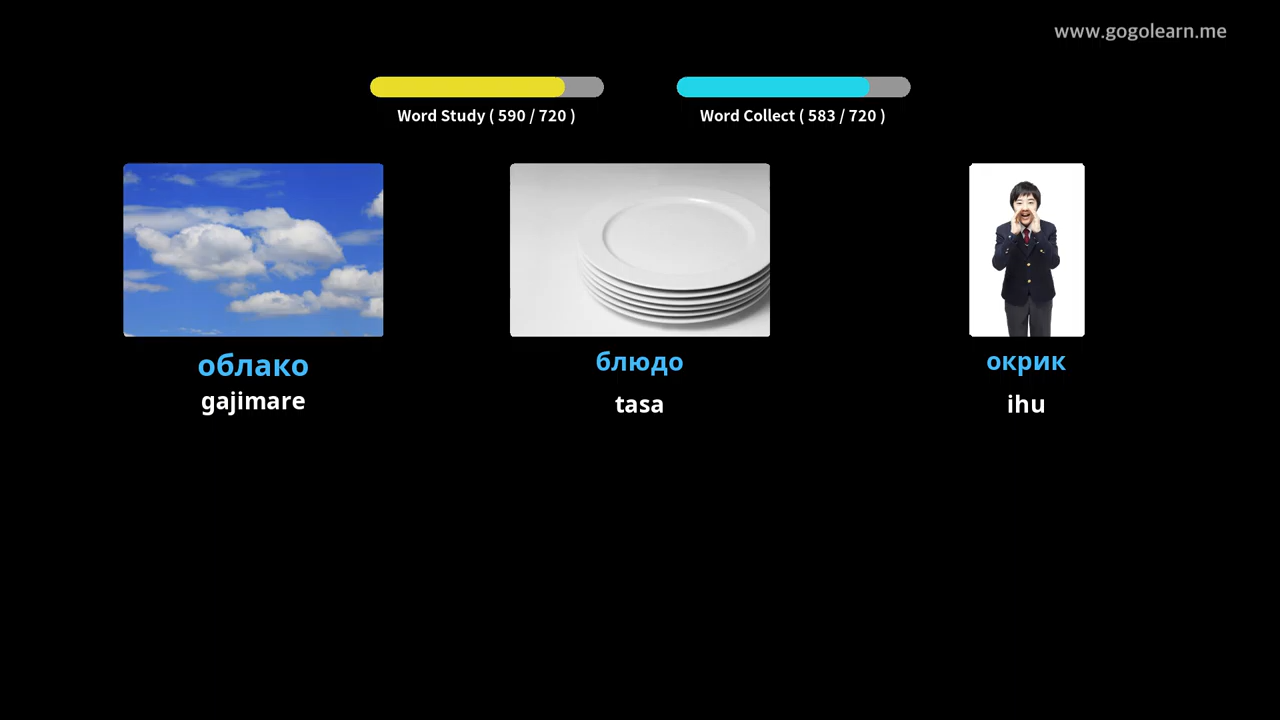 www.gogolearn.me
Word Study ( 590 / 720 )
Word Collect ( 583 / 720 )
облако
gajimare
блюдо
tasa
окрик
ihu